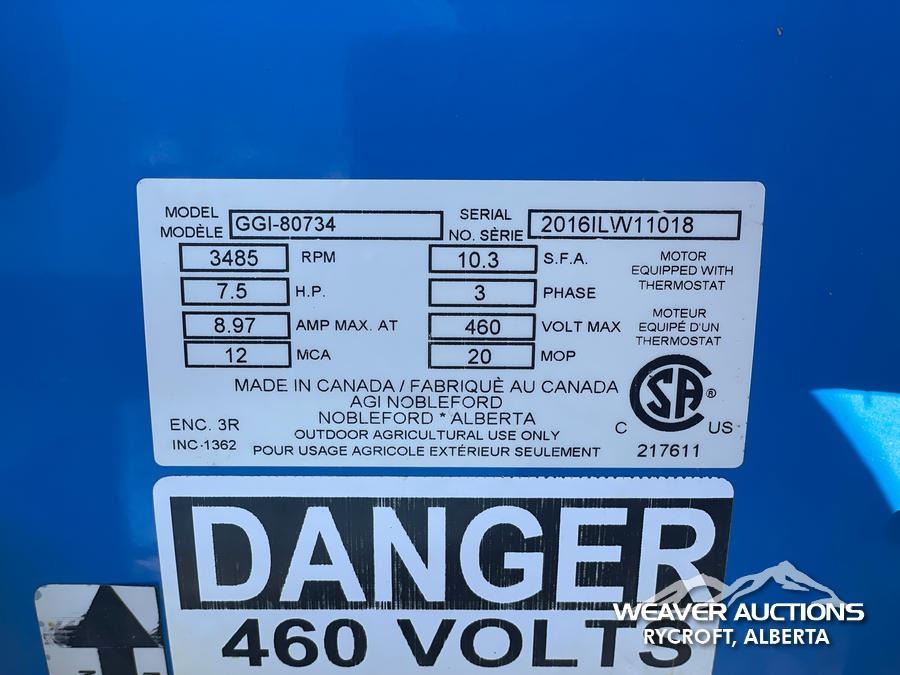 MODEL
MODÈLE GGI-80734 SERIAL
NO. SÈRIE 2016ILW11018
3485 RPM 10.3 S.F.A. MOTOR
EQUIPPED WITH
THERMOSTAT
7.5 H.P. 3 PHASE
8.97 AMP MAX. AT 460 VOLT MAX MOTEUR
EQUIPÉ D'UN
THERMOSTAT
12 MCA 20 MOP
MADE IN CANADA / FABRIQUÈ AU CANADA
AGI NOBLEFORD
NOBLEFORD * ALBERTA
ENC. 3R OUTDOOR AGRICULTURAL USE ONLY
INC-1362 POUR USAGE AGRICOLE EXTÉRIEUR SEULEMENT
CSA ®
C US
217611
DANGER
460 VOLTS
WEAVER AUCTIONS
RYCROFT, ALBERTA